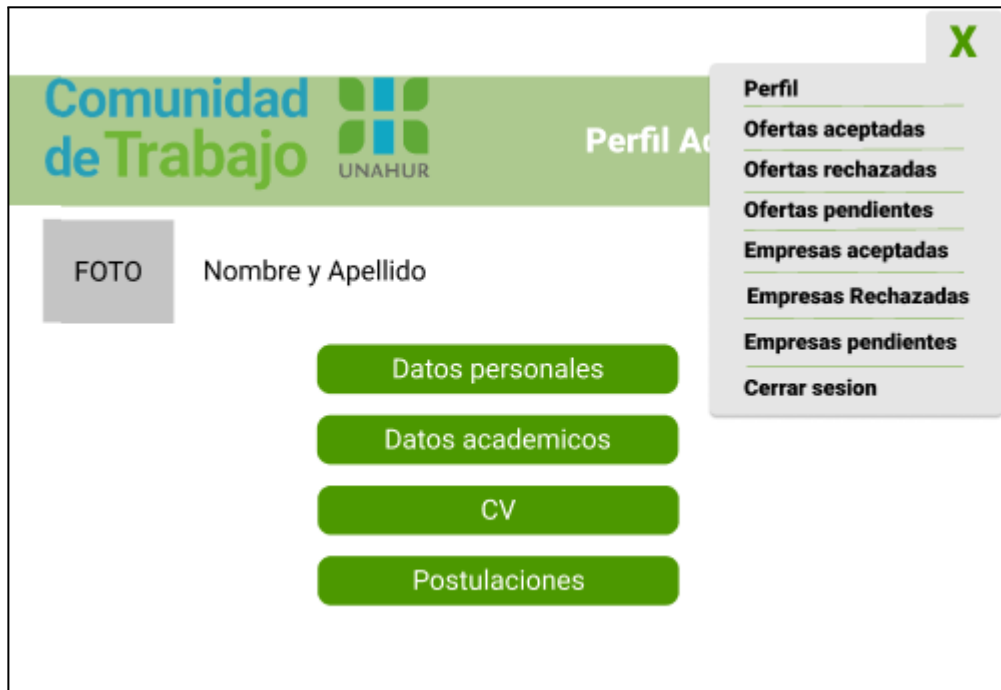 X
Comunidad
de Trabajo
UNAHUR
Perfil
FOTO
Nombre y Apellido
Datos personales
Datos academicos
CV
Postulaciones
Perfil
Ofertas aceptadas
Ofertas rechazadas
Ofertas pendientes
Empresas aceptadas
Empresas Rechazadas
Empresas pendientes
Cerrar sesion